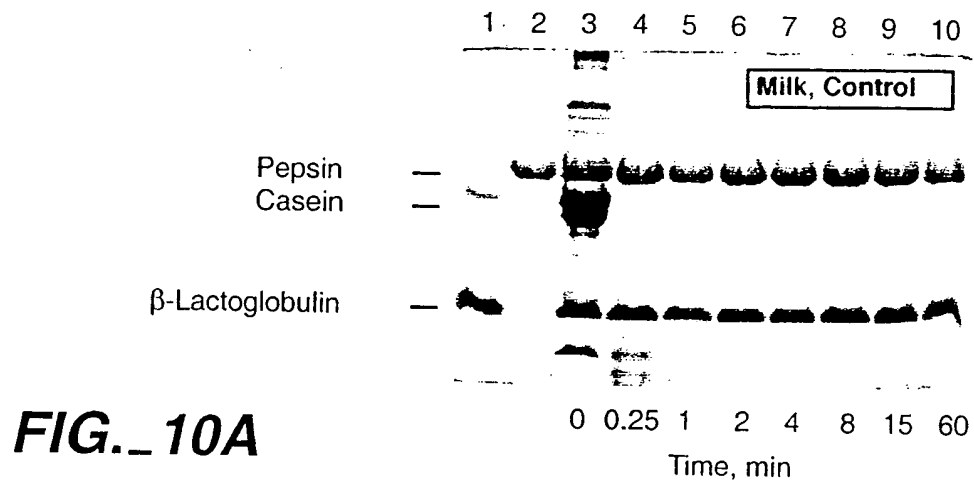 1 2 3 4 5 6 7 8 9 10
Milk, Control
Pepsin
Casein
β-Lactoglobulin
0 0.25 1 2 4 8 15 60
Time, min
FIG._10A